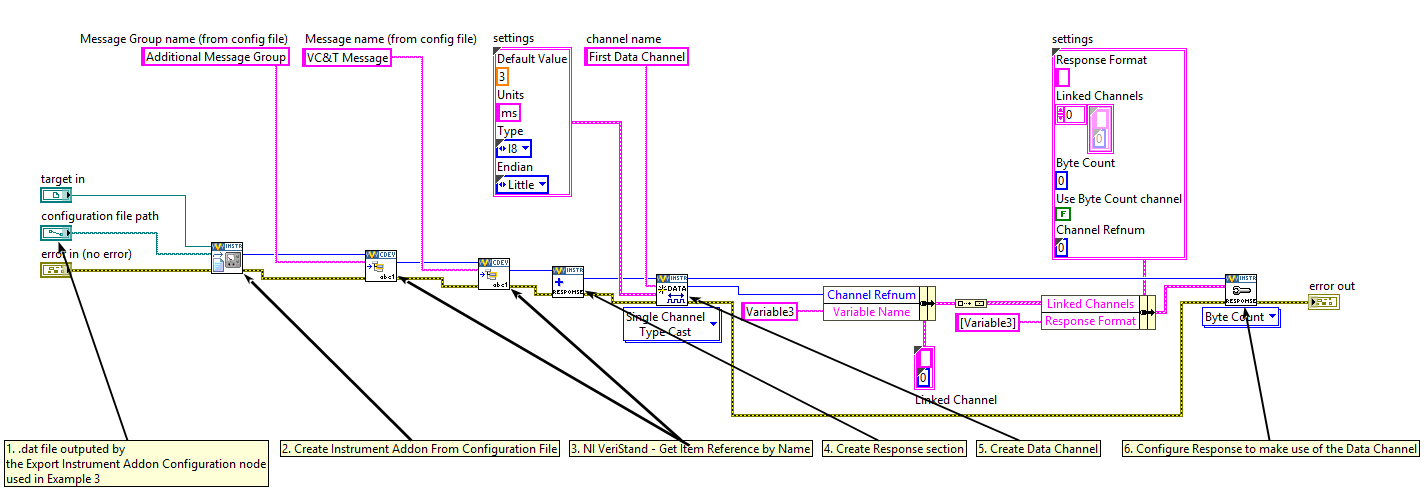 Message Group name (from config file)
Additional Message Group
Message name (from config file)
VC&T Message
settings
Default Value
3
Units
ms
Type
I8
Endian
Little
channel name
First Data Channel
settings
Response Format
Linked Channels
0
0
Byte Count
0
Use Byte Count channel
F
Channel Refnum
0
target in
configuration file path
error in (no error)
INSTR
CDEV
abc1
CDEV
abc1
INSTR
RESPONSE
INSTR
DATA
Single Channel
Type Cast
Variable3
Channel Refnum
Variable Name
0
Linked Channel
[Variable3]
Linked Channels
Response Format
INSTR
RESPONSE
Byte Count
error out
1. .dat file outputed by
the Export Instrument Addon Configuration node
used in Example 3
2. Create Instrument Addon From Configuration File
3. NI VeriStand - Get Item Reference by Name
4. Create Response section
5. Create Data Channel
6. Configure Response to make use of the Data Channel